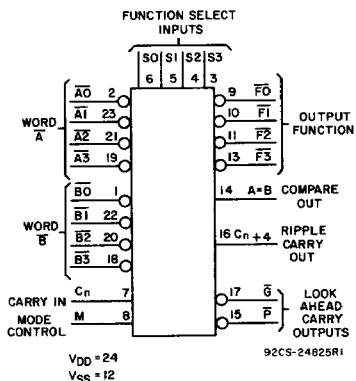 FUNCTION SELECT
INPUTS
S0 S1 S2 S3
6 5 4 3
WORD
A
A0 2
A1 23
A2 21
A3 19
WORD
B
B0 1
B1 22
B2 20
B3 18
CARRY IN Cn 7
MODE
CONTROL M 8
9 F0
10 F1
11 F2
13 F3
OUTPUT
FUNCTION
14 A=B COMPARE
OUT
16 Cn+4 RIPPLE
CARRY
OUT
17 G
15 P
LOOK
AHEAD
CARRY
OUTPUTS
VDD=24
VSS=12
92CS-24825R1